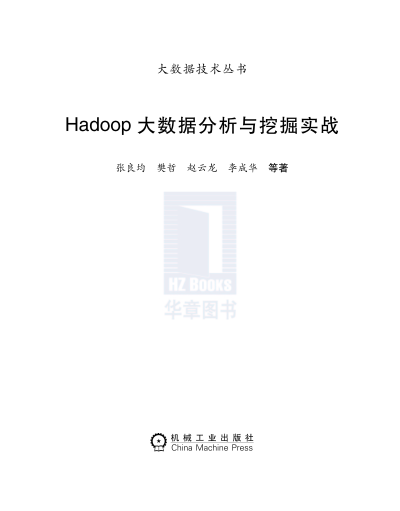 大数据技术丛书
Hadoop 大数据分析与挖掘实战
张良均 樊哲 赵云龙 李成华 等著
HZ BOOKS
华章图书
机械工业出版社
China Machine Press